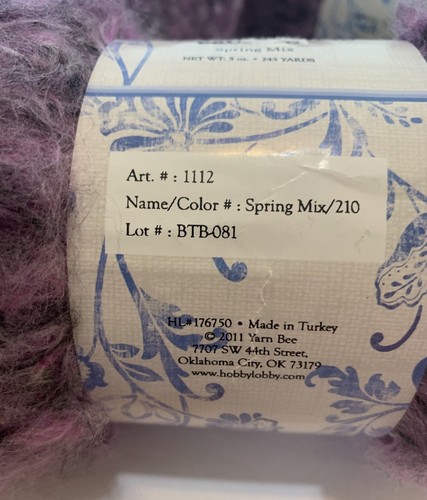 Spring Mix
NET WT. 5 oz. • 245 YARDS
Art. # : 1112
Name/Color # : Spring Mix/210
Lot # : BTB-081
HL#176750 • Made in Turkey
© 2011 Yarn Bee
7707 SW 44th Street,
Oklahoma City, OK 73179
www.hobbylobby.com